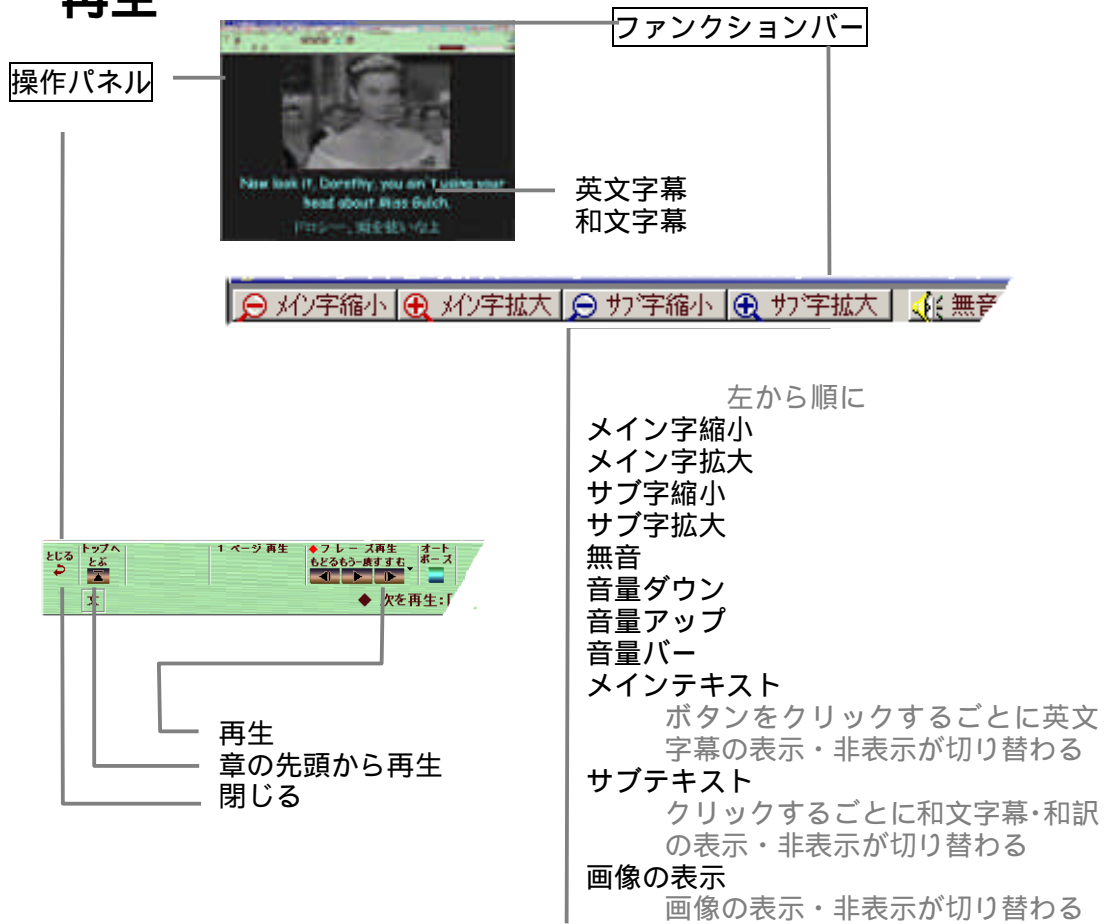 再生
ファンクションバー
操作パネル
Now look it, Dorothy, you ain't using your
head about Miss Gulch.
ドロシー、頭を使いなよ
英文字幕
和文字幕
メイン字縮小 メイン字拡大 サブ字縮小 サブ字拡大 無音
左から順に
メイン字縮小
メイン字拡大
サブ字縮小
サブ字拡大
無音
音量ダウン
音量アップ
音量バー
メインテキスト
ボタンをクリックするごとに英文
字幕の表示・非表示が切り替わる
サブテキスト
クリックするごとに和文字幕・和訳
の表示・非表示が切り替わる
画像の表示
画像の表示・非表示が切り替わる
とじる
トップへ
とぶ
1 ページ 再生
◆フレーズ再生
もどる もう一度 すすむ
オート
ポーズ
文
◆ 次を再生:[
再生
章の先頭から再生
閉じる